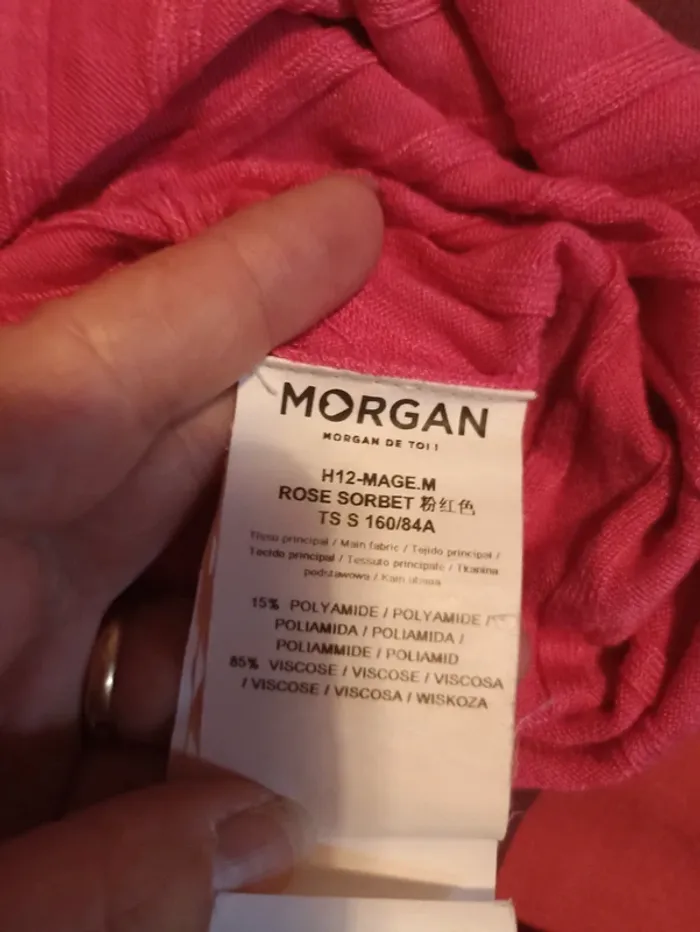 MORGAN
MORGAN DE TOI !
H12-MAGE.M
ROSE SORBET 粉红色
TS S 160/84A
principal / Main fabric / Tejido principal /
Tecido principal / Tessuto principale / Tkanina
podstawowa /
15% POLYAMIDE / POLYAMIDE /
POLIAMIDA / POLIAMIDA /
POLIAMMIDE / POLIAMID
85% VISCOSE / VISCOSE / VISCOSA
/ VISCOSE / VISCOSA / WISKOZA